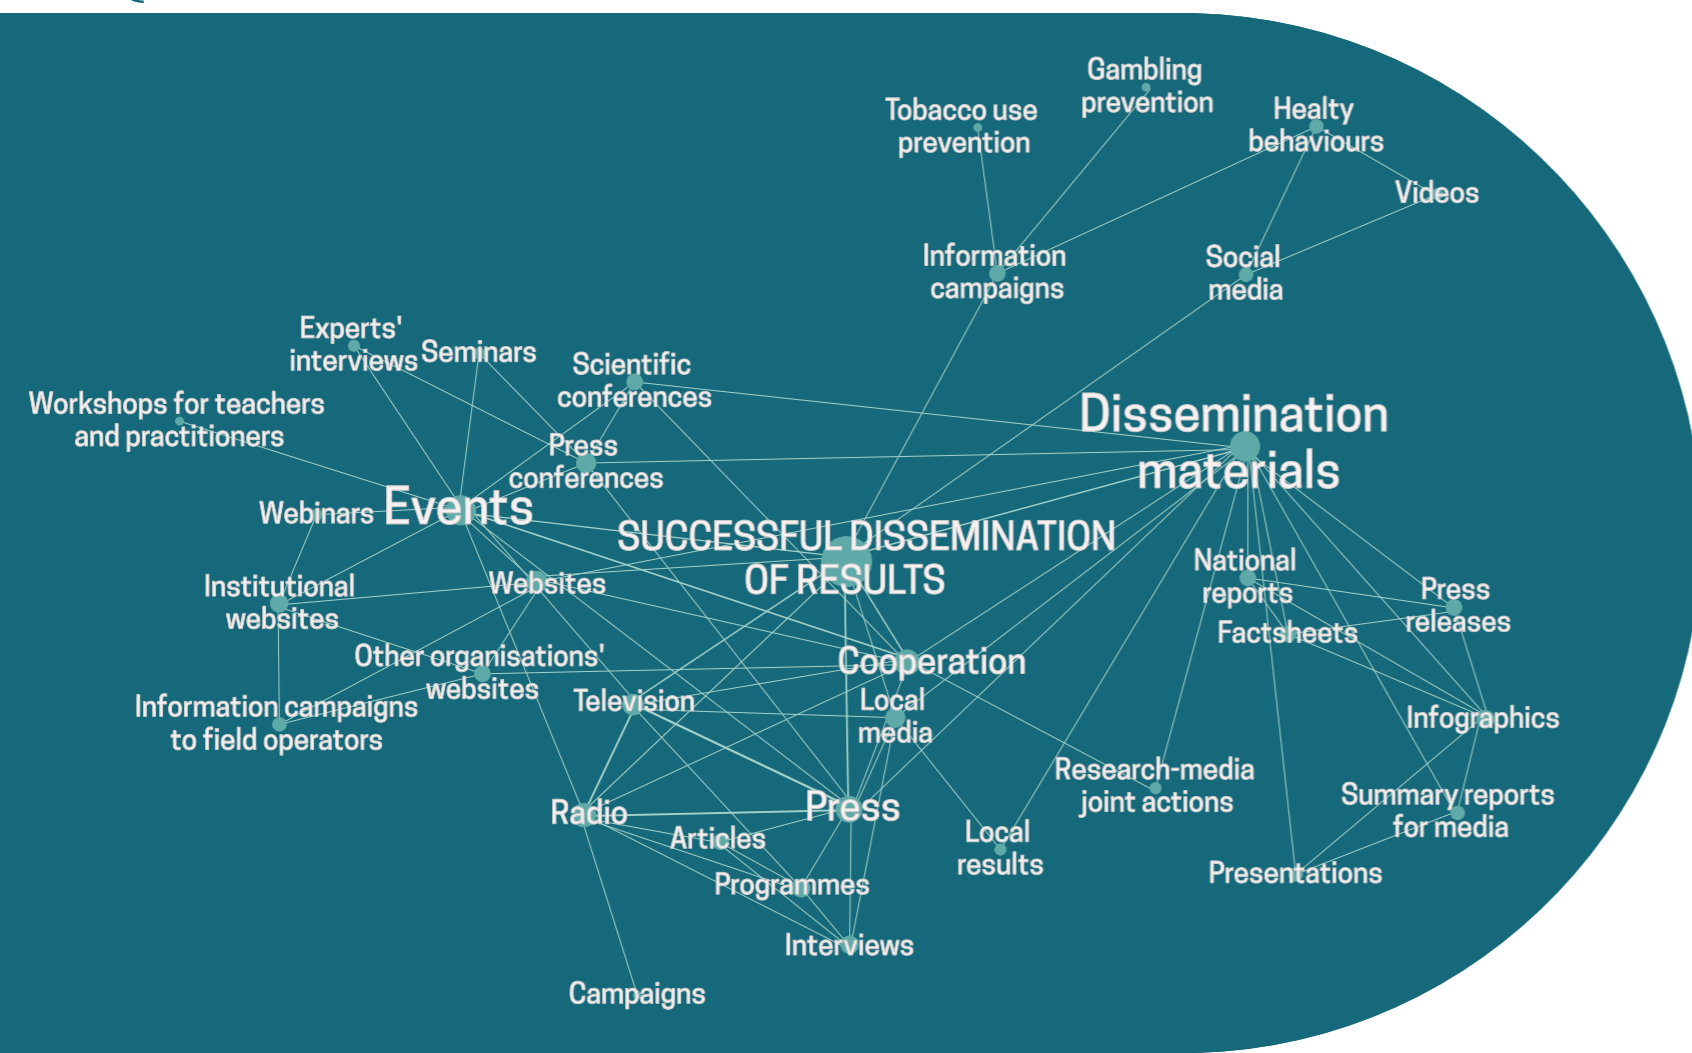 Gambling
prevention
Tobacco use
prevention
Healty
behaviours
Videos
Information
campaigns
Social
media
Experts'
interviews
Seminars
Scientific
conferences
Workshops for teachers
and practitioners
Press
conferences
Dissemination
materials
Webinars
Events
SUCCESSFUL DISSEMINATION
OF RESULTS
Institutional
websites
Websites
National
reports
Press
releases
Factsheets
Other organisations'
websites
Cooperation
Information campaigns
to field operators
Television
Local
media
Infographics
Research-media
joint actions
Summary reports
for media
Radio
Press
Articles
Local
results
Presentations
Programmes
Interviews
Campaigns